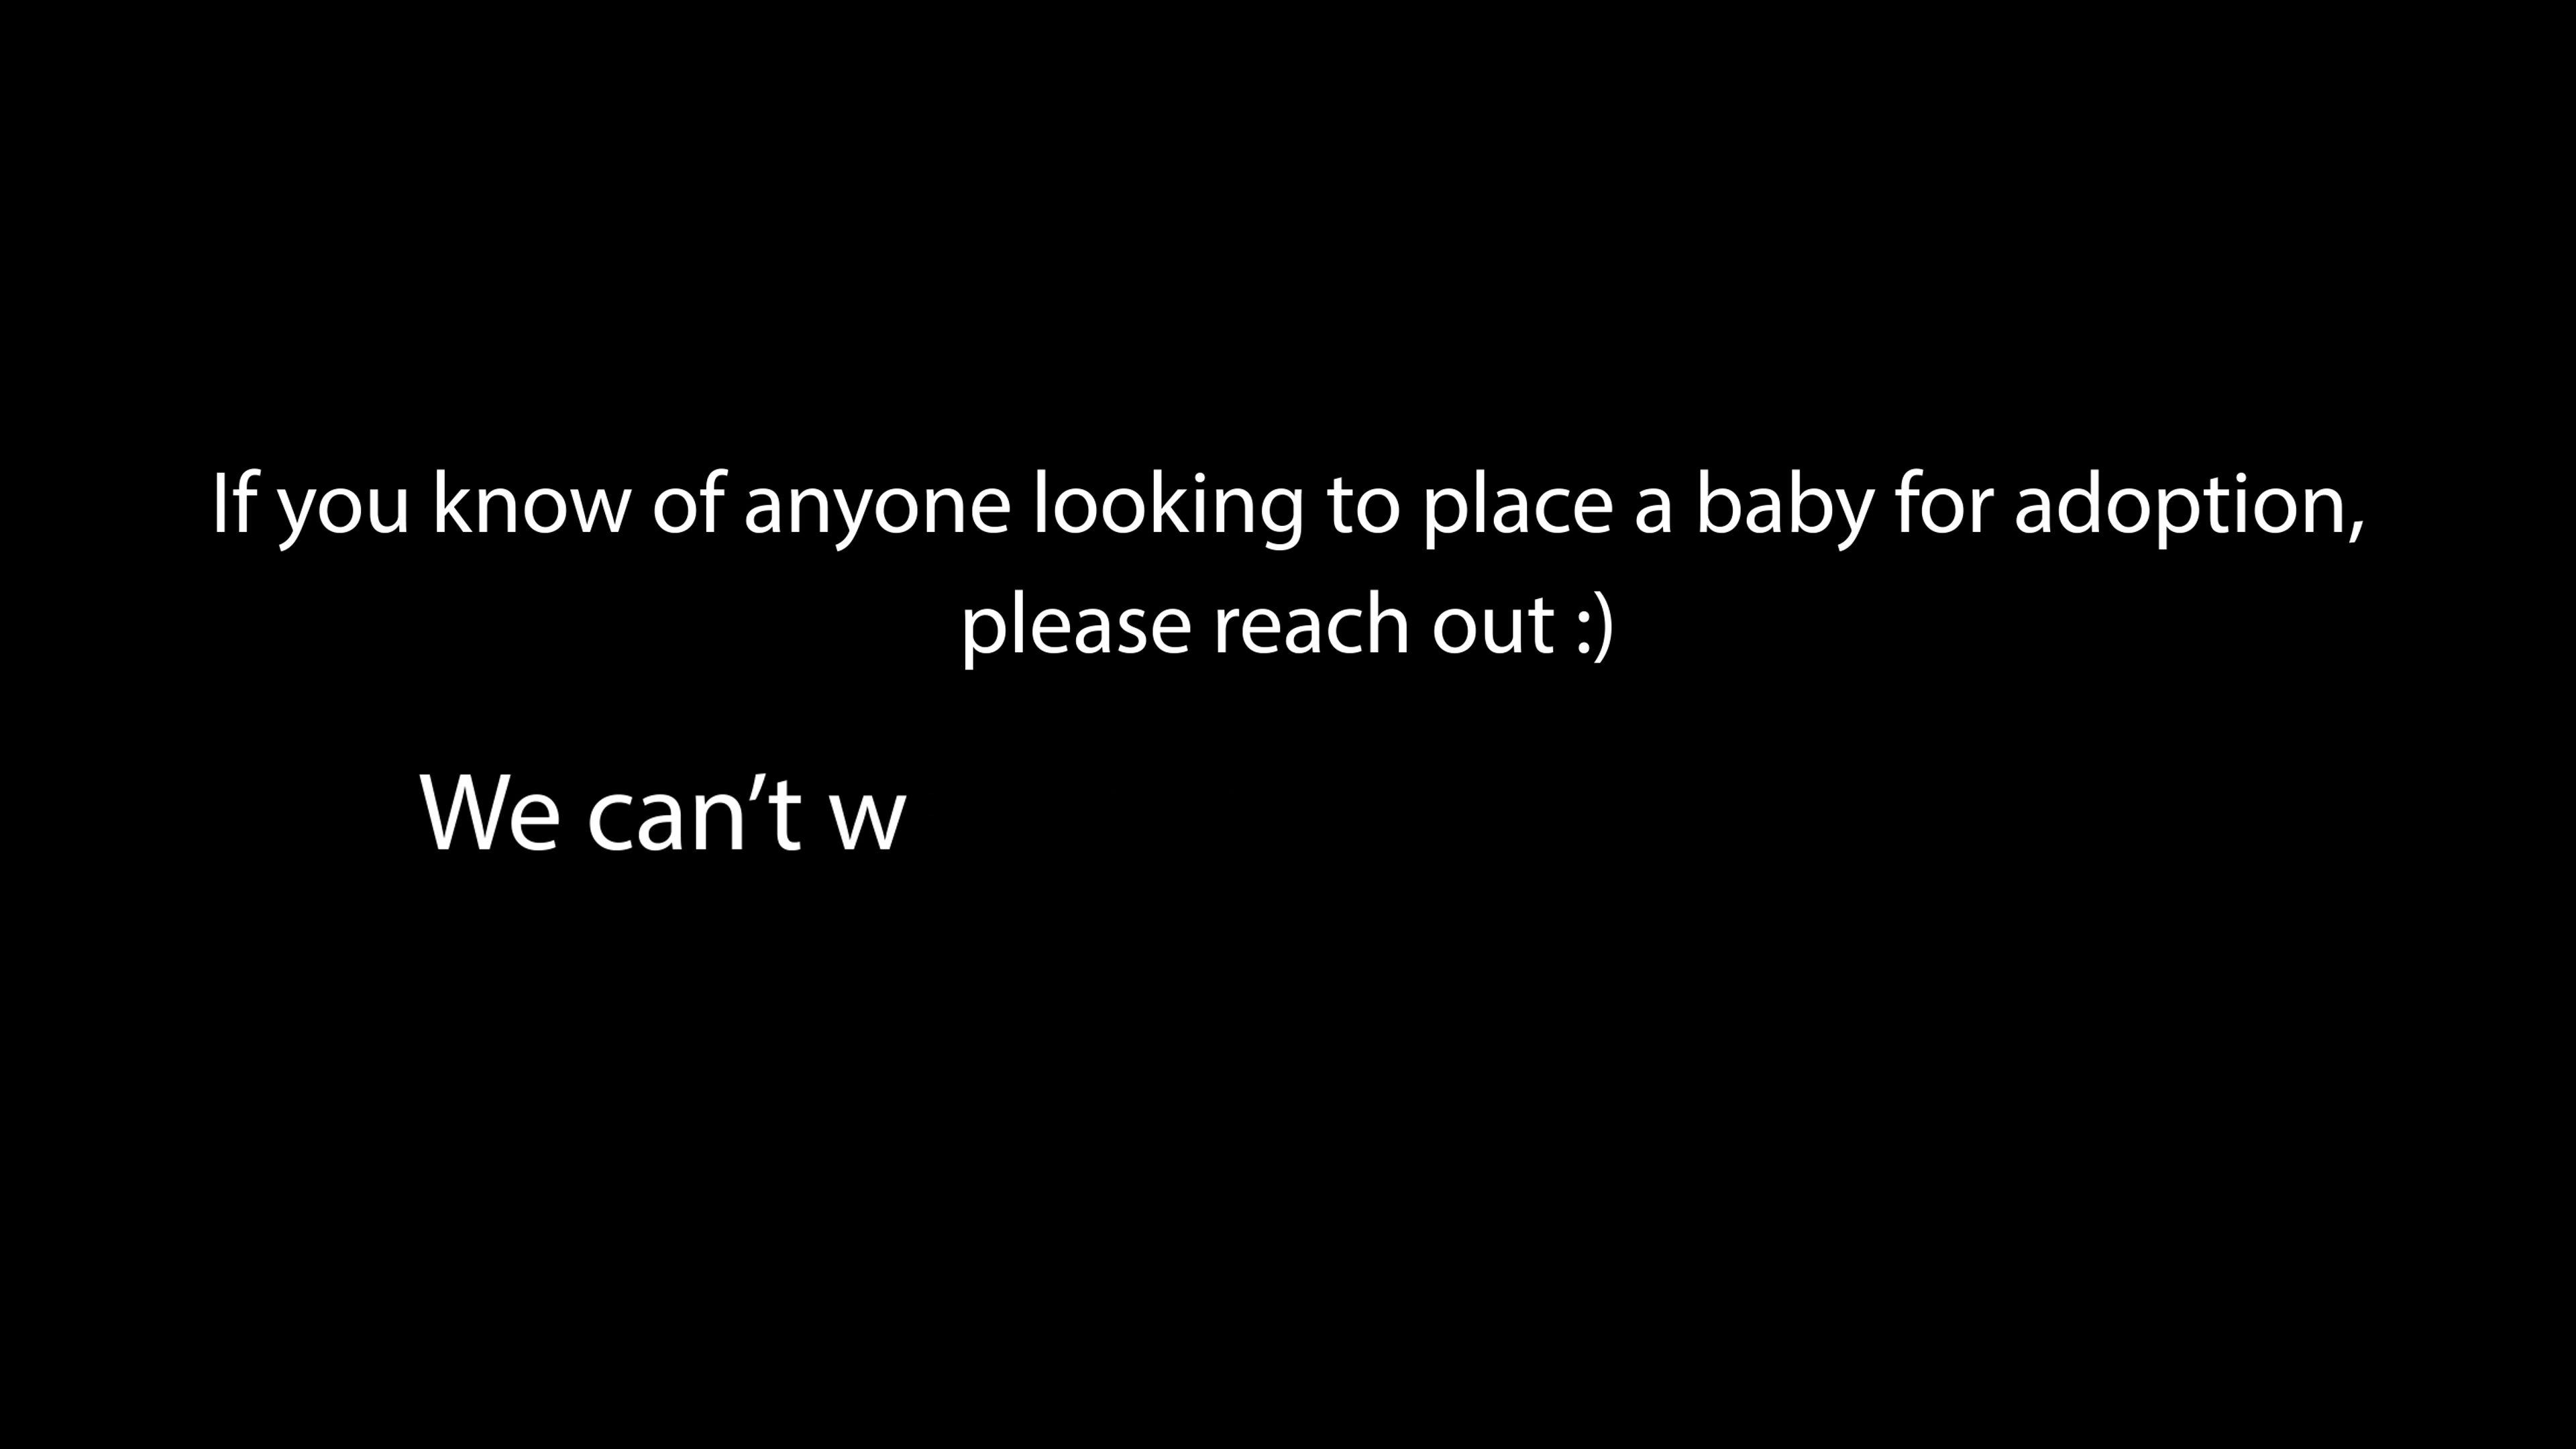 If you know of anyone looking to place a baby for adoption,
please reach out :)
We can’t w